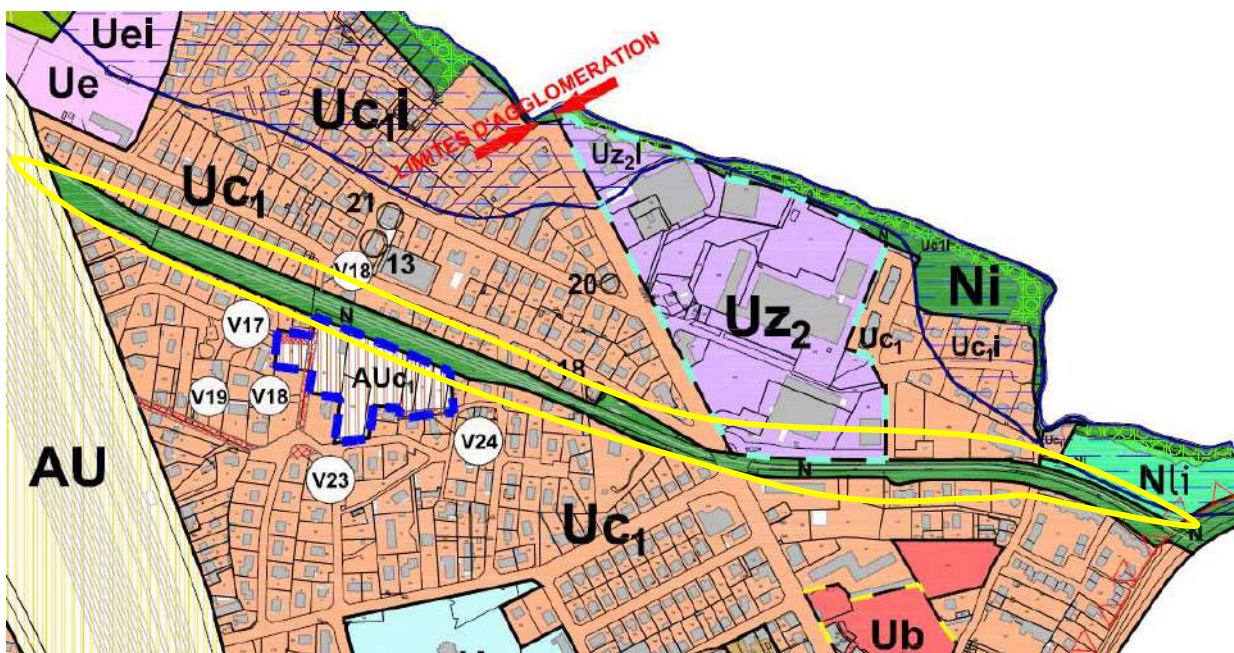 Uei
Ue
Uc₁i
LIMITES D'AGGLOMERATION
Uz₂i
Uc₁
21
13
V18
20
N
N
Uc1i
Ni
Uz₂
Uc₁
Uc₁i
V17
AUc₁
18
V19
V18
V24
V23
AU
Uc₁
N
Nli
N
Ub